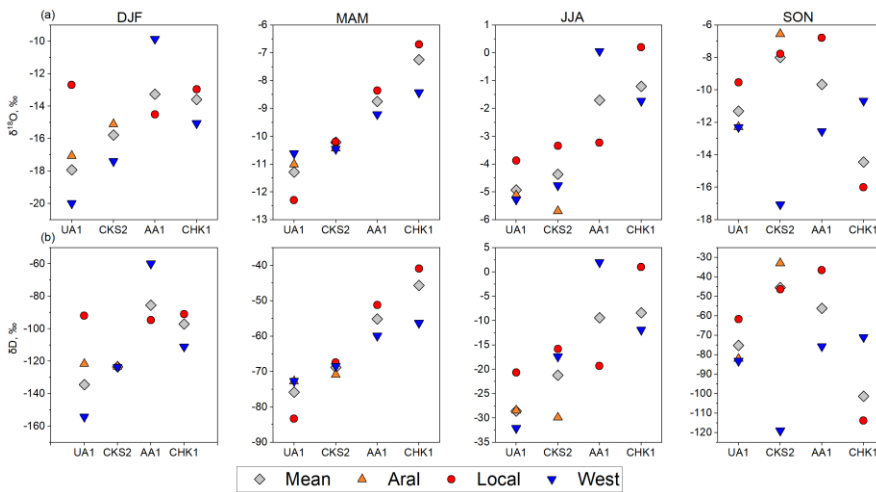 (a) DJF MAM JJA SON
δ¹⁸O, ‰
-10 -12 -14 -16 -18 -20
UA1 CKS2 AA1 CHK1
-6 -7 -8 -9 -10 -11 -12 -13
UA1 CKS2 AA1 CHK1
1 0 -1 -2 -3 -4 -5 -6
UA1 CKS2 AA1 CHK1
-6 -8 -10 -12 -14 -16 -18
UA1 CKS2 AA1 CHK1
(b)
δD, ‰
-60 -80 -100 -120 -140 -160
UA1 CKS2 AA1 CHK1
-40 -50 -60 -70 -80 -90
UA1 CKS2 AA1 CHK1
5 0 -5 -10 -15 -20 -25 -30 -35
UA1 CKS2 AA1 CHK1
-30 -40 -50 -60 -70 -80 -90 -100 -110 -120
UA1 CKS2 AA1 CHK1
Mean Aral Local West